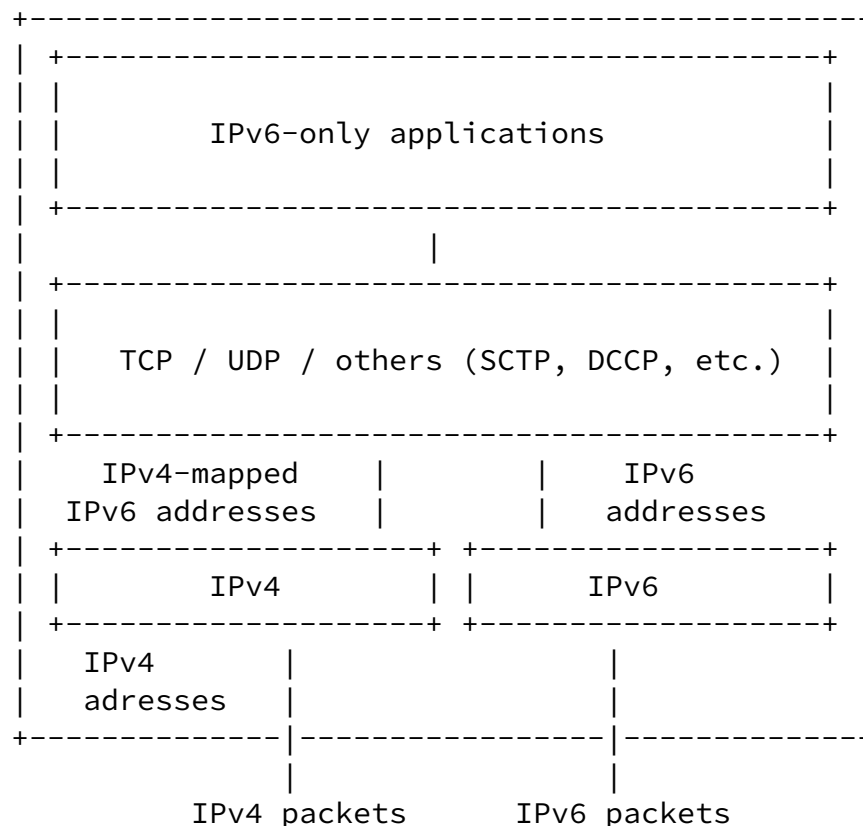 IPv6-only applications
TCP / UDP / others (SCTP, DCCP, etc.)
IPv4-mapped IPv6
IPv6 addresses addresses
IPv4 IPv6
IPv4
adresses
IPv4 packets IPv6 packets